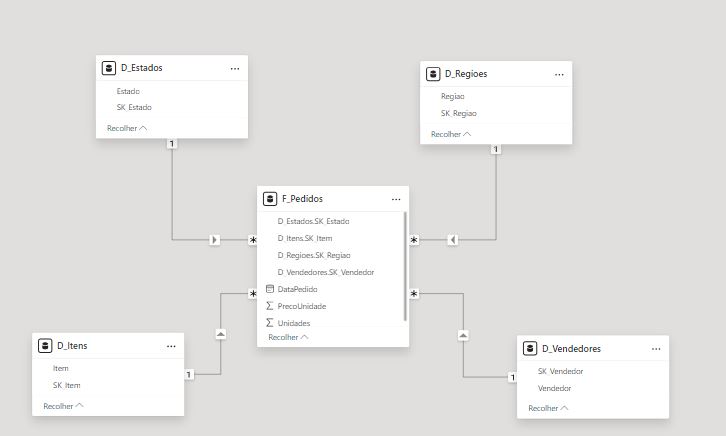 D_Estados
...
Estado
SK_Estado
Recolher
1
D_Regioes
...
Regiao
SK_Regiao
Recolher
1
F_Pedidos
...
D_Estados.SK_Estado
D_Itens.SK_Item
D_Regioes.SK_Regiao
D_Vendedores.SK_Vendedor
DataPedido
Σ PrecoUnidade
Σ Unidades
Recolher
*
*
*
*
D_Itens
...
Item
SK_Item
Recolher
1
D_Vendedores
...
SK_Vendedor
Vendedor
Recolher
1